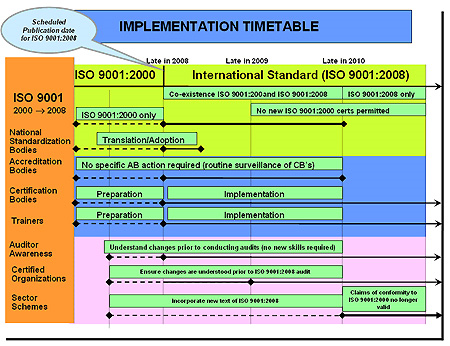 Scheduled
Publication date
for ISO 9001:2008
IMPLEMENTATION TIMETABLE
Late in 2008
Late in 2009
Late in 2010
ISO 9001:2000
International Standard (ISO 9001:2008)
ISO 9001
2000 → 2008
Co-existence ISO 9001:200and ISO 9001:2008
ISO 9001:2008 only
ISO 9001:2000 only
No new ISO 9001:2000 certs permitted
National
Standardization
Bodies
Translation/Adoption
Accreditation
Bodies
No specific AB action required (routine surveillance of CB's)
Certification
Bodies
Preparation
Implementation
Trainers
Preparation
Implementation
Auditor
Awareness
Understand changes prior to conducting audits (no new skills required)
Certified
Organizations
Ensure changes are understood prior to ISO 9001:2008 audit
Sector
Schemes
Incorporate new text of ISO 9001:2008
Claims of conformity to
ISO 9001:2000 no longer
valid